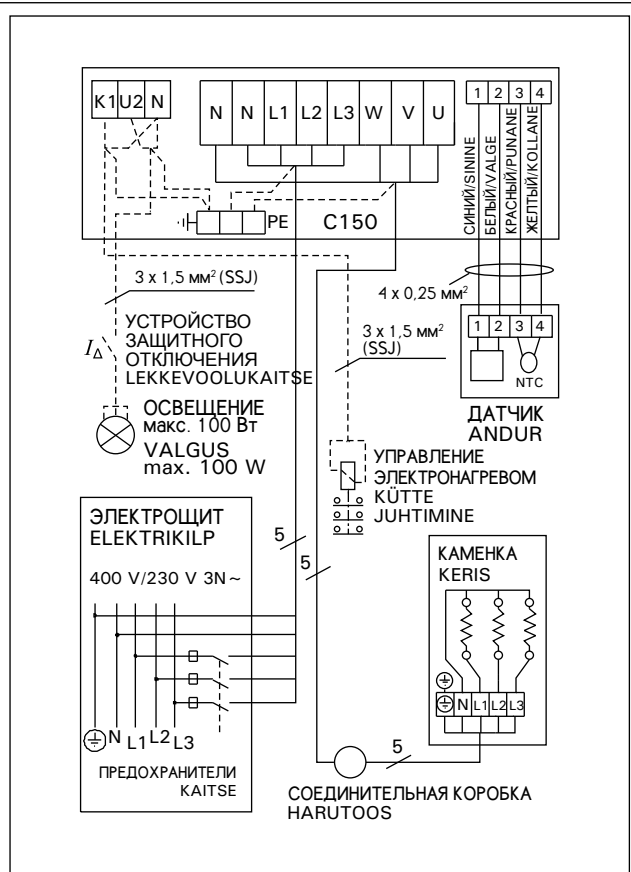 K1 U2 N
N N L1 L2 L3 W V U
1 2 3 4
СИНИЙ/SININE
БЕЛЫЙ/VALGE
КРАСНЫЙ/PUNANE
ЖЕЛТЫЙ/KOLLANE
PE
C150
3 x 1,5 мм² (SSJ)
4 x 0,25 мм²
УСТРОЙСТВО
ЗАЩИТНОГО
ОТКЛЮЧЕНИЯ
LEKKEVOOLUKAITSE
IΔ
3 x 1,5 мм²
(SSJ)
1 2 3 4
NTC
ДАТЧИК
ANDUR
ОСВЕЩЕНИЕ
макс. 100 Вт
VALGUS
max. 100 W
УПРАВЛЕНИЕ
ЭЛЕКТРОНАГРЕВОМ
KÜTTE
JUHTIMINE
ЭЛЕКТРОЩИТ
ELEKTRIKILP
400 V/230 V 3N~
5
5
N L1 L2 L3
ПРЕДОХРАНИТЕЛИ
KAITSE
КАМЕНКА
KERIS
N L1 L2 L3
5
СОЕДИНИТЕЛЬНАЯ КОРОБКА
HARUTOOS